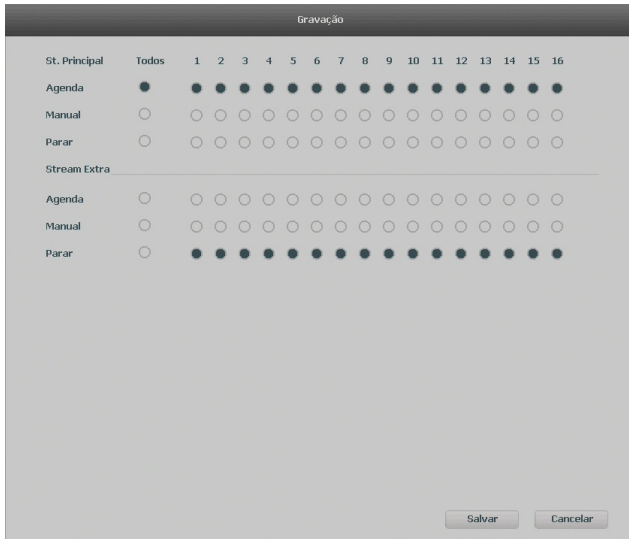 Gravação
St. Principal Todos 1 2 3 4 5 6 7 8 9 10 11 12 13 14 15 16
Agenda
Manual
Parar
Stream Extra
Agenda
Manual
Parar
Salvar Cancelar